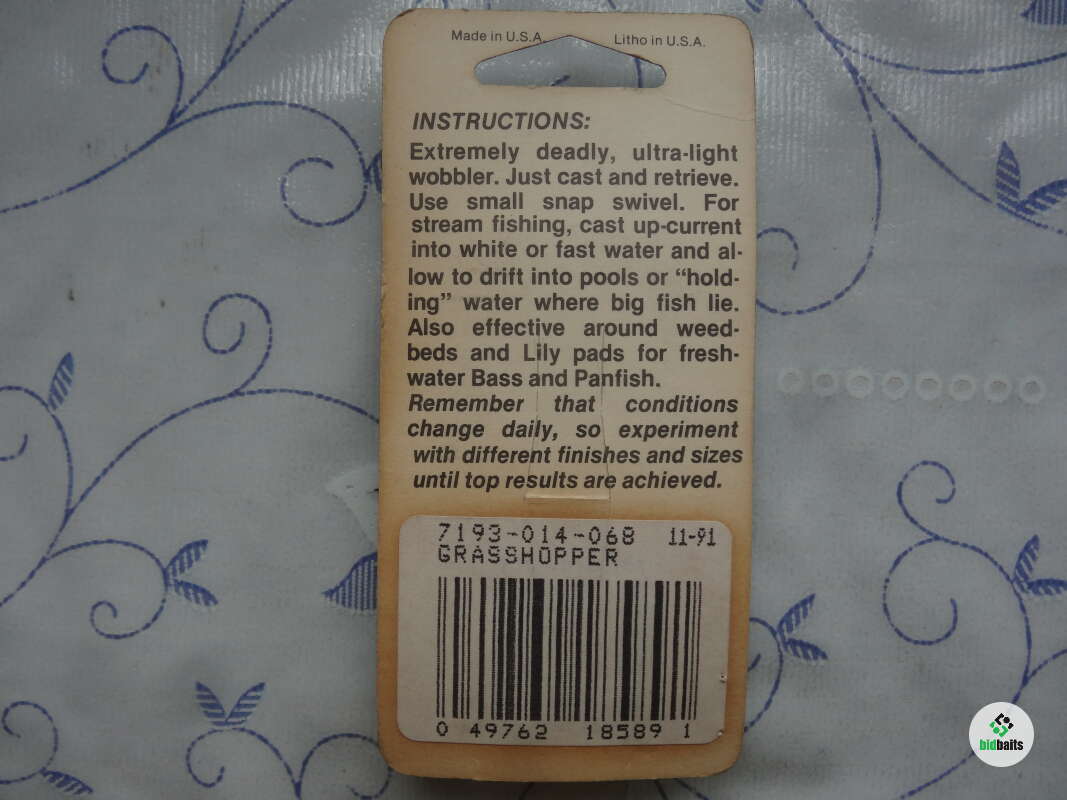 Made in U.S.A. Litho in U.S.A.
INSTRUCTIONS:
Extremely deadly, ultra-light
wobbler. Just cast and retrieve.
Use small snap swivel. For
stream fishing, cast up-current
into white or fast water and al-
low to drift into pools or “hold-
ing” water where big fish lie.
Also effective around weed-
beds and Lily pads for fresh-
water Bass and Panfish.
Remember that conditions
change daily, so experiment
with different finishes and sizes
until top results are achieved.
7193-014-068 11-91
GRASSHOPPER
0 49762 18589 1
bidbaits